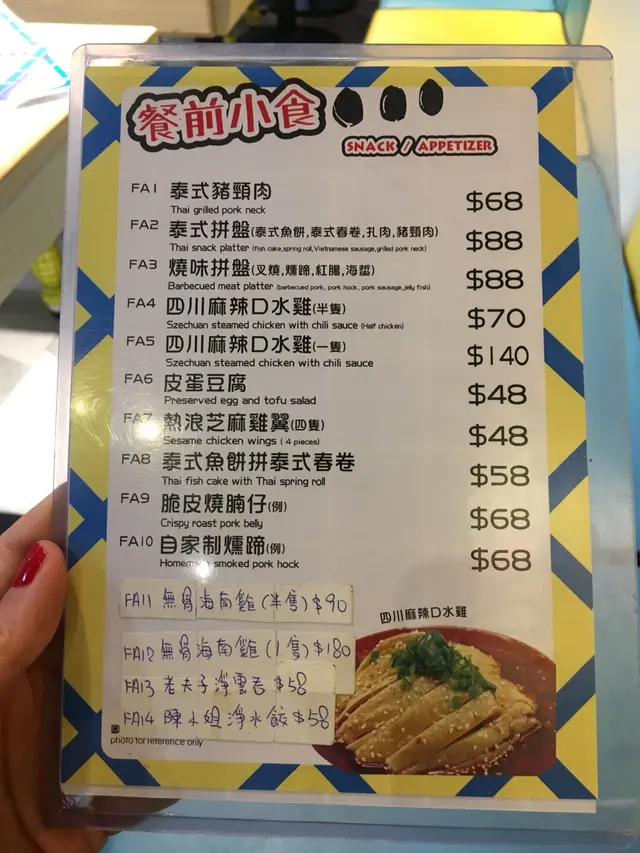 餐前小食
SNACK / APPETIZER
FA1 泰式豬頸肉 $68
Thai grilled pork neck
FA2 泰式拼盤(泰式魚餅,泰式春卷,扎肉,豬頸肉) $88
Thai snack platter (fish cake,spring roll,Vietnamese sausage,grilled pork neck)
FA3 燒味拼盤(叉燒,燻蹄,紅腸,海蜇) $88
Barbecued meat platter (barbecued pork, pork hock, pork sausage,jelly fish)
FA4 四川麻辣口水雞(半隻) $70
Szechuan steamed chicken with chili sauce (Half chicken)
FA5 四川麻辣口水雞(一隻) $140
Szechuan steamed chicken with chili sauce
FA6 皮蛋豆腐 $48
Preserved egg and tofu salad
FA7 熱浪芝麻雞翼(四隻) $48
Sesame chicken wings ( 4 pieces)
FA8 泰式魚餅拼泰式春卷 $58
Thai fish cake with Thai spring roll
FA9 脆皮燒腩仔(例) $68
Crispy roast pork belly
FA10 自家制燻蹄(例) $68
Homemade smoked pork hock
FA11 無骨海南雞(半隻) $90
FA12 無骨海南雞(1隻) $180
FA13 老夫子淨雲吞 $58
FA14 陳小姐淨水餃 $58
四川麻辣口水雞
photo for reference only